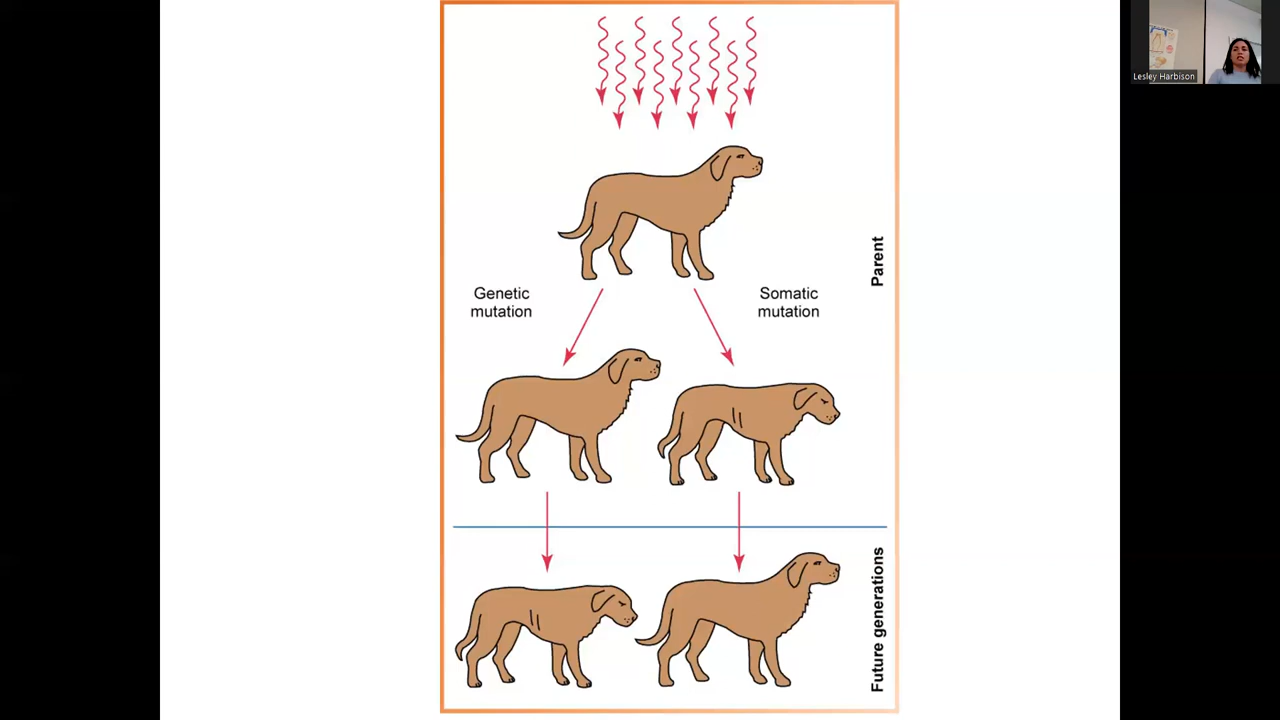 Lesley Harbison
Parent
Genetic
mutation
Somatic
mutation
Future generations